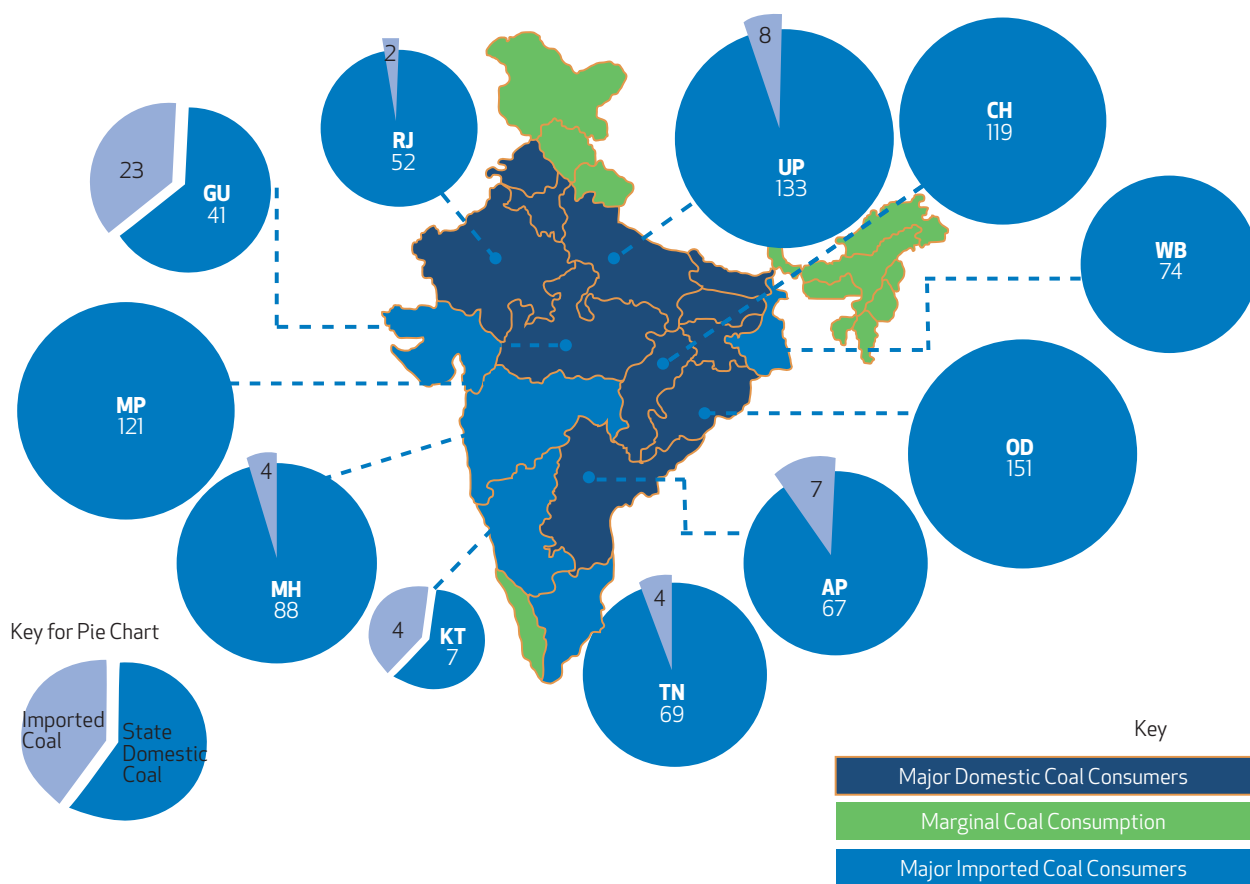 2
RJ
52
8
UP
133
CH
119
23
GU
41
WB
74
MP
121
OD
151
4
MH
88
7
AP
67
4
KT
7
4
TN
69
Key for Pie Chart
Imported
Coal
State
Domestic
Coal
Key
Major Domestic Coal Consumers
Marginal Coal Consumption
Major Imported Coal Consumers